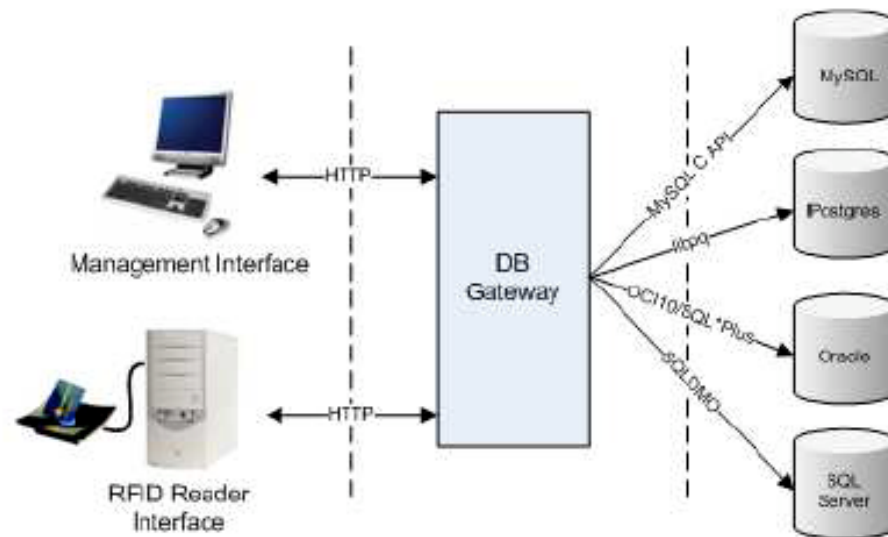 MySQL
MySQL C API
HTTP
Postgres
libpq
Management Interface
DB
Gateway
OCI10/SQL*Plus
Oracle
SQLDMO
HTTP
RFID Reader
Interface
SQL
Server